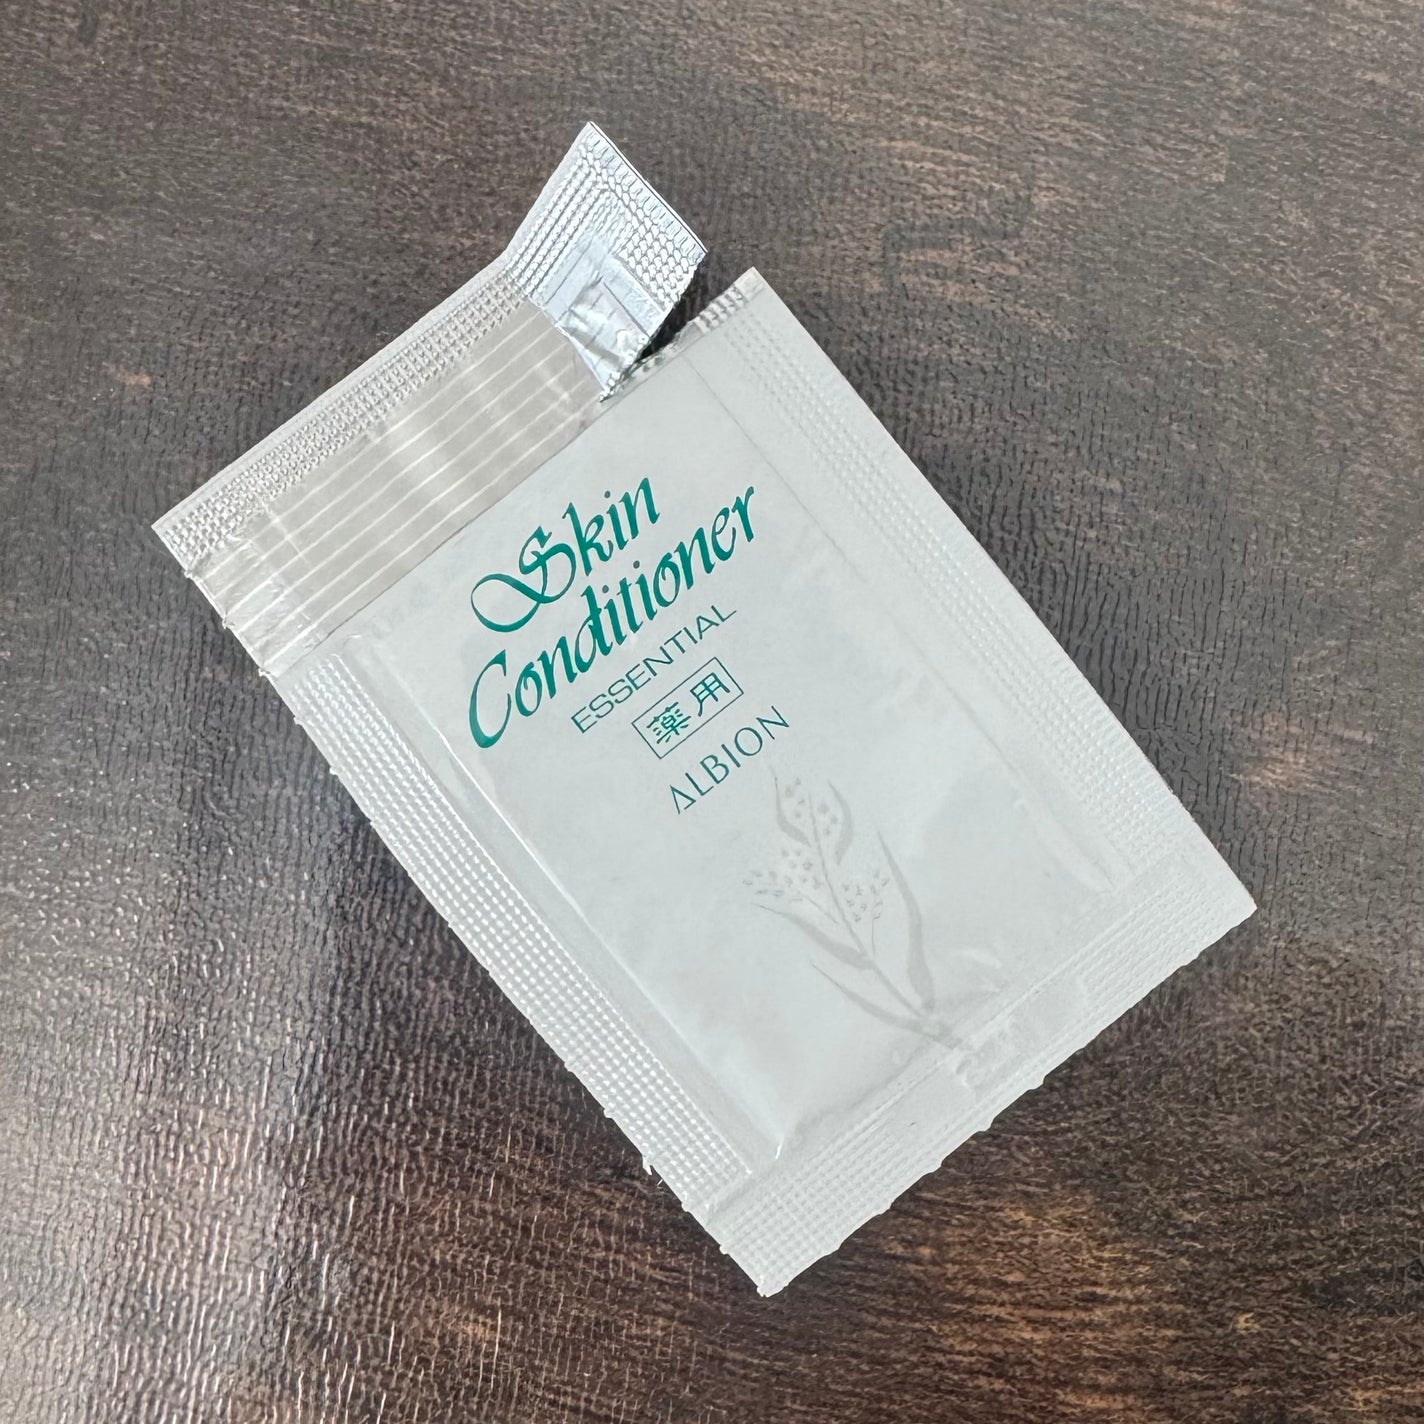 Skin
Conditioner
ESSENTIAL
薬用
ALBION